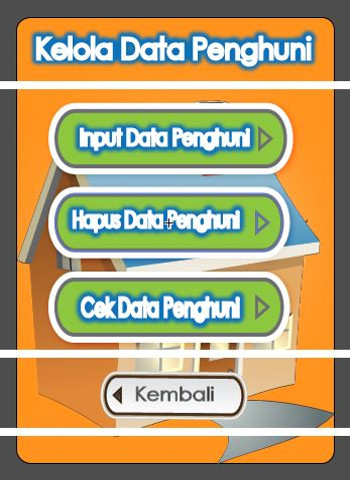 Kelola Data Penghuni
Input Data Penghuni
Hapus Data Penghuni
Cek Data Penghuni
Kembali